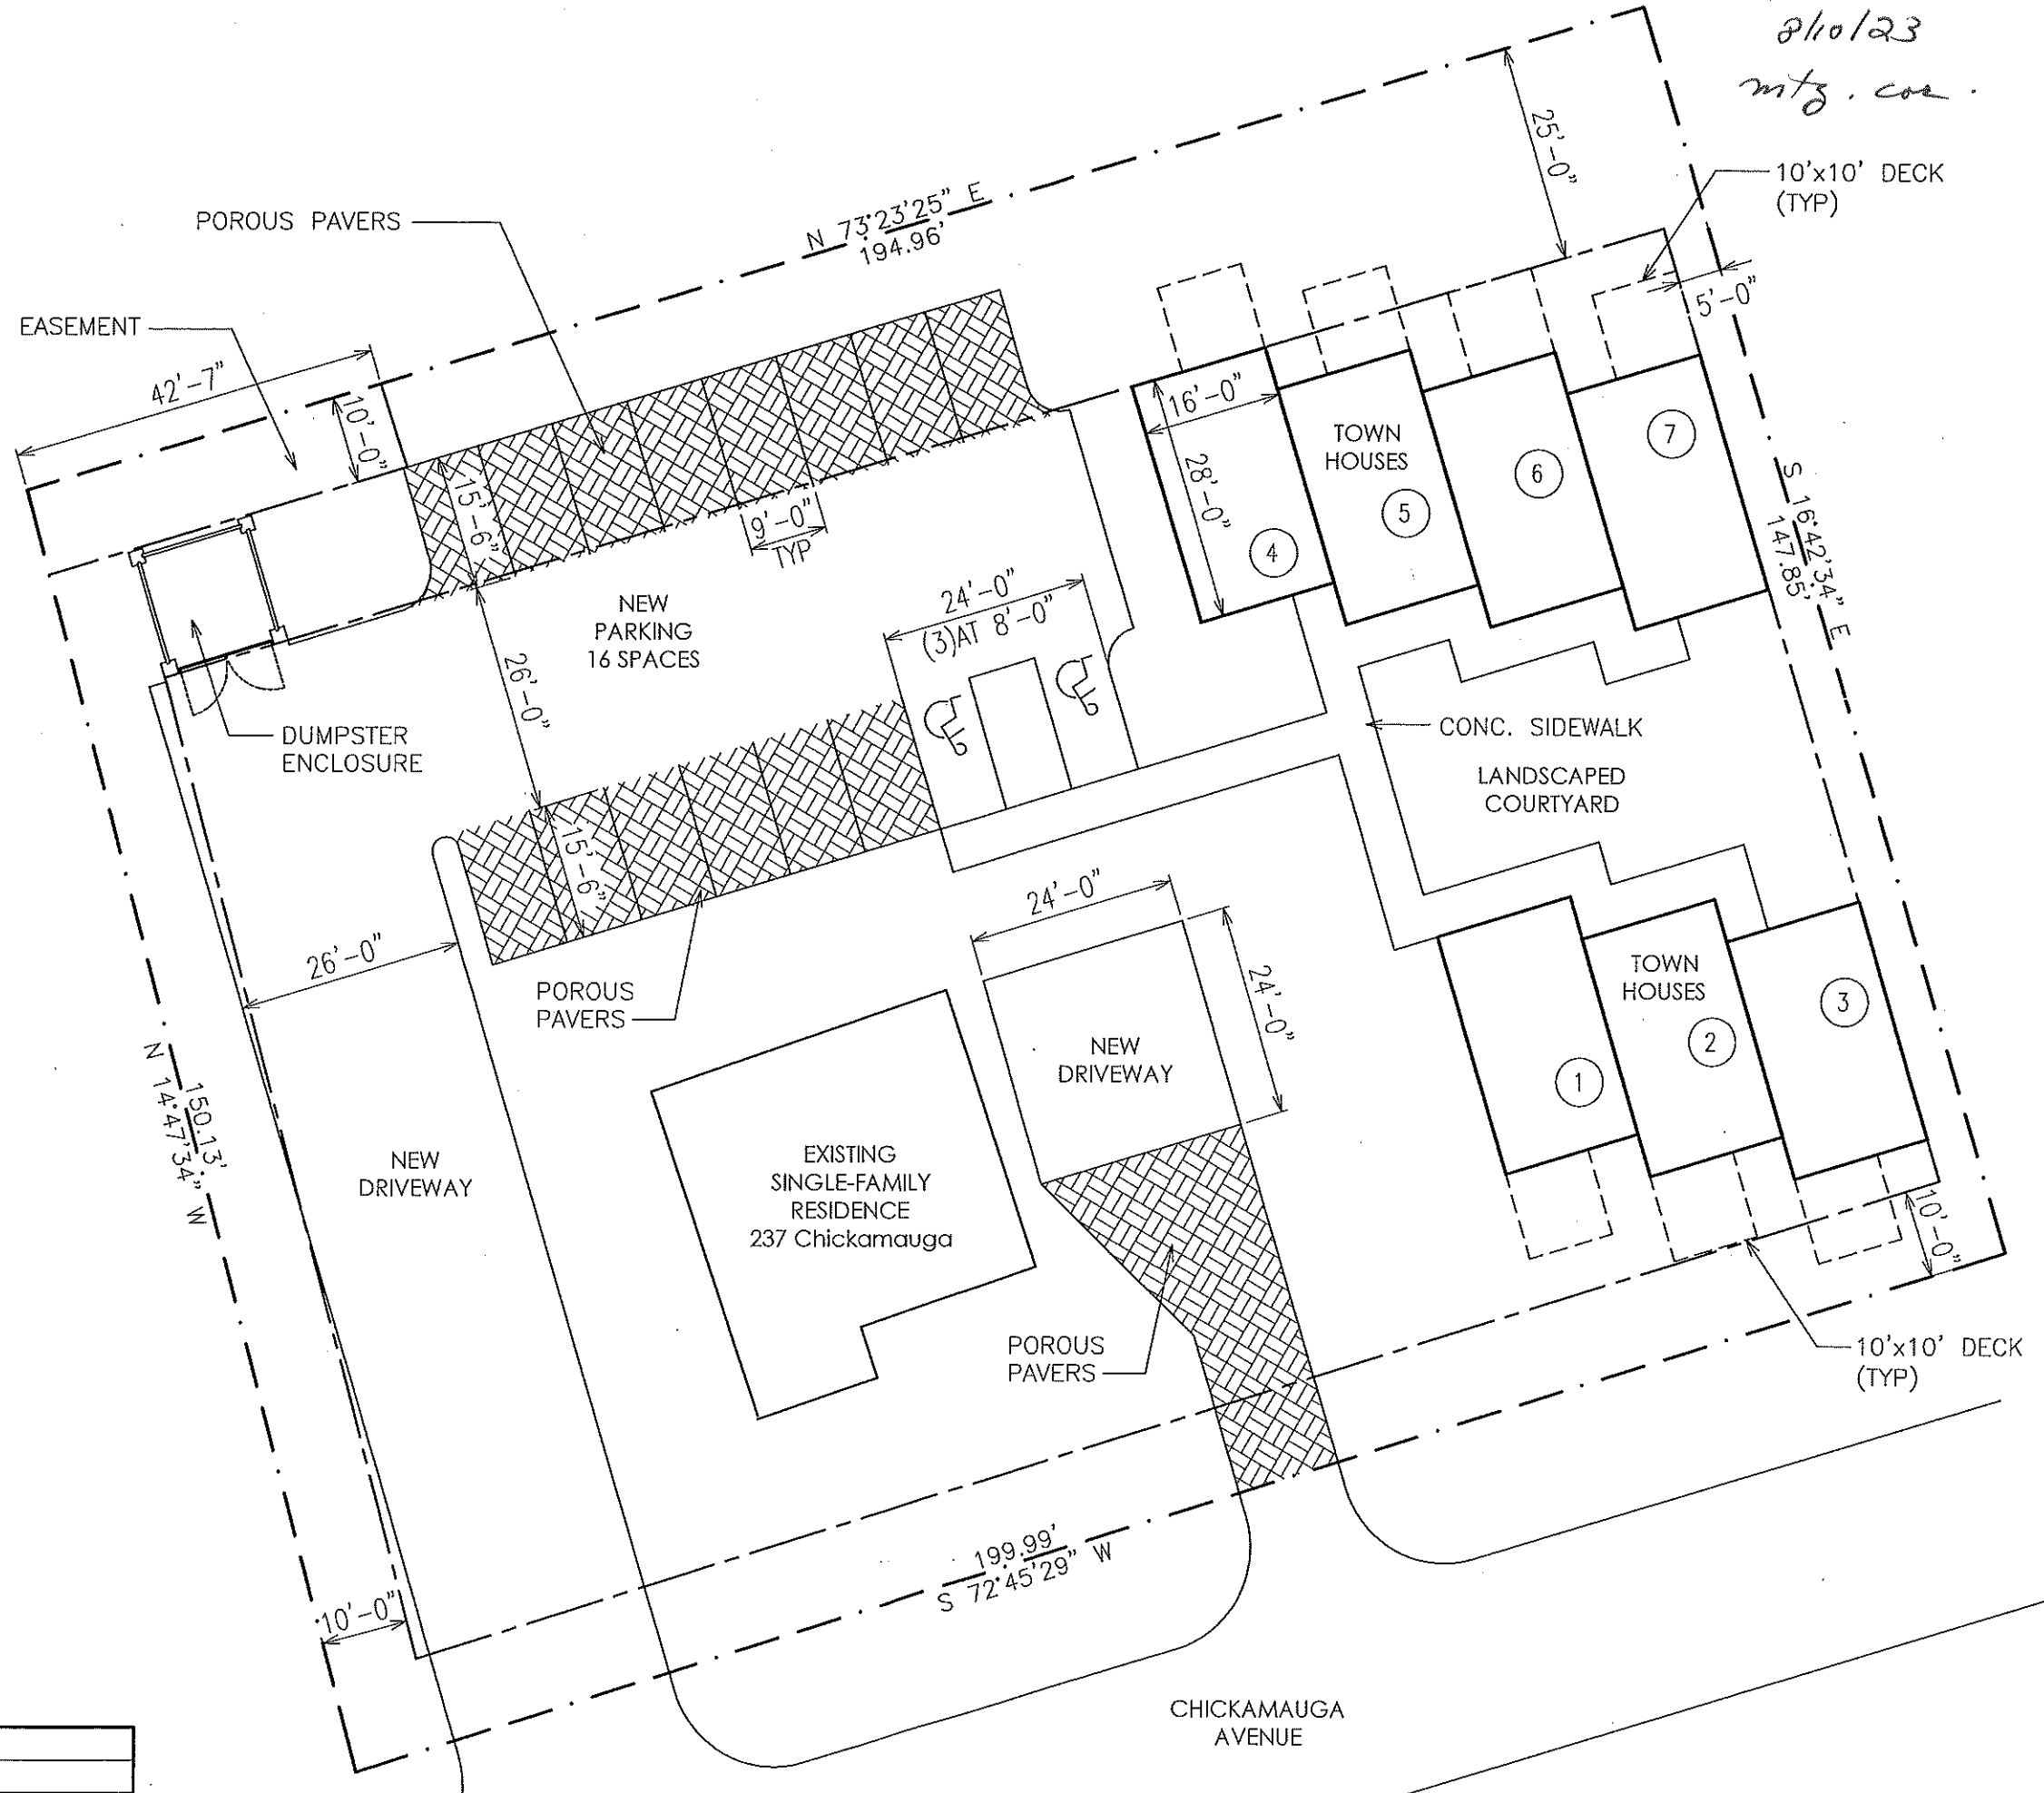 8/10/23
mtg. cor.
25'-0"
10'x10' DECK
(TYP)
POROUS PAVERS
N 73°23'25" E
194.96'
5'-0"
EASEMENT
42'-7"
10'-0"
16'-0"
28'-0"
TOWN
HOUSES
7
6
5
4
15'-6"
9'-0"
TYP
S 16°42'34" E
147.85'
NEW
PARKING
16 SPACES
24'-0"
(3)AT 8'-0"
26'-0"
DUMPSTER
ENCLOSURE
CONC. SIDEWALK
LANDSCAPED
COURTYARD
15'-6"
24'-0"
26'-0"
POROUS
PAVERS
24'-0"
TOWN
HOUSES
3
2
1
NEW
DRIVEWAY
150.13'
N 14°47'34" W
NEW
DRIVEWAY
EXISTING
SINGLE-FAMILY
RESIDENCE
237 Chickamauga
10'-0"
POROUS
PAVERS
10'x10' DECK
(TYP)
199.99'
S 72°45'29" W
10'-0"
CHICKAMAUGA
AVENUE